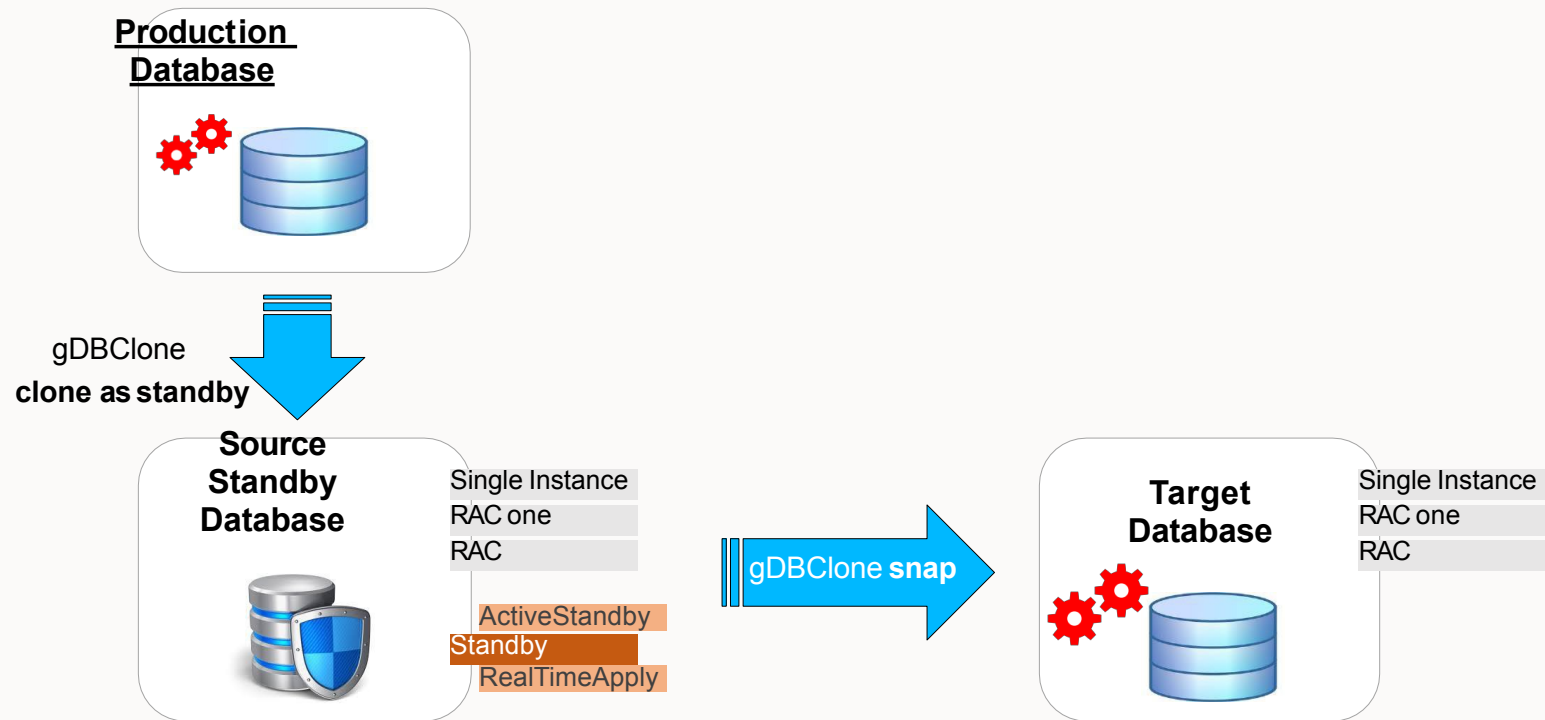 Production
Database
gDBClone
clone as standby
Source
Standby
Database
Single Instance
RAC one
RAC
ActiveStandby
Standby
RealTimeApply
gDBClone snap
Target
Database
Single Instance
RAC one
RAC